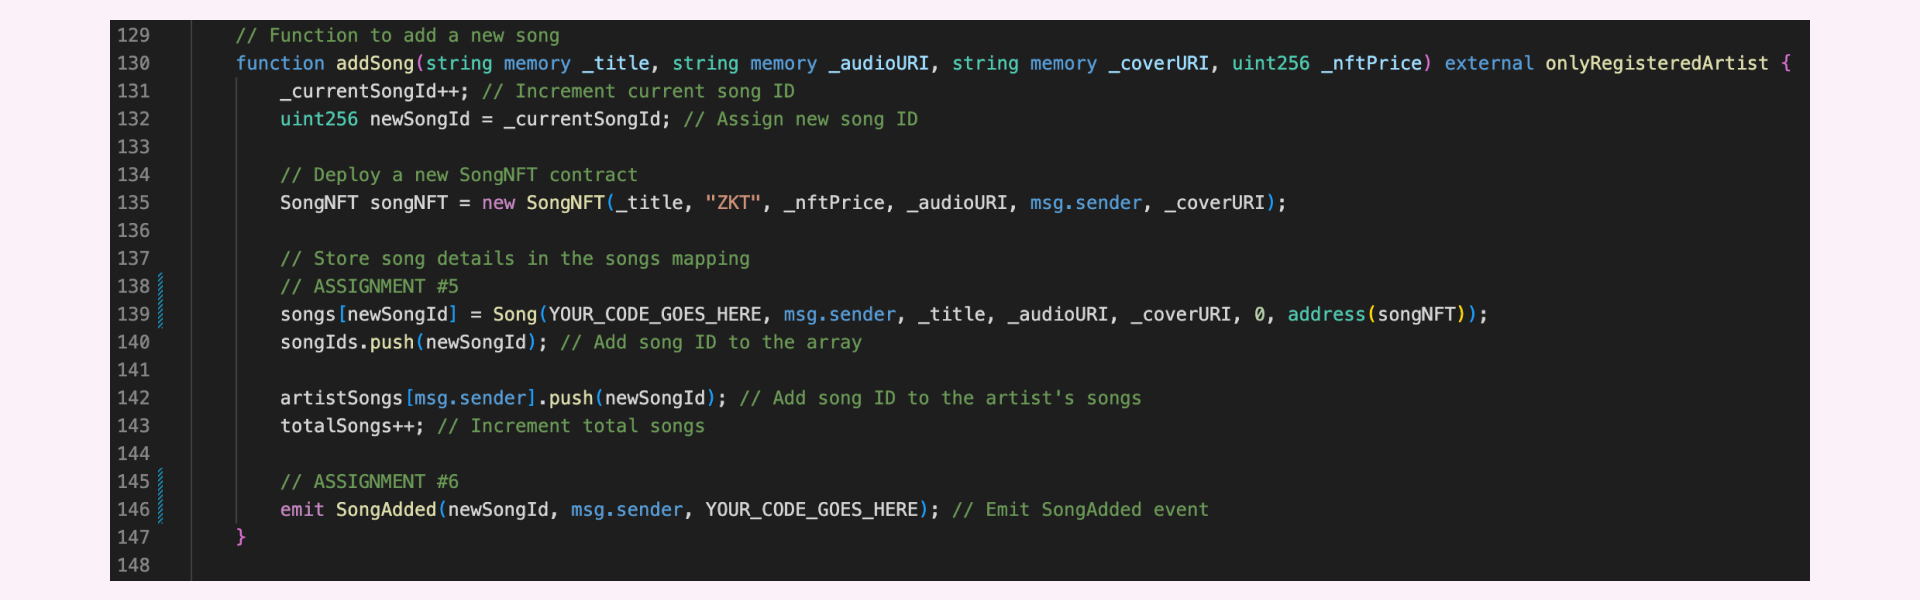 129 // Function to add a new song
130 function addSong(string memory _title, string memory _audioURI, string memory _coverURI, uint256 _nftPrice) external onlyRegisteredArtist {
131 _currentSongId++; // Increment current song ID
132 uint256 newSongId = _currentSongId; // Assign new song ID
133
134 // Deploy a new SongNFT contract
135 SongNFT songNFT = new SongNFT(_title, "ZKT", _nftPrice, _audioURI, msg.sender, _coverURI);
136
137 // Store song details in the songs mapping
138 // ASSIGNMENT #5
139 songs[newSongId] = Song(YOUR_CODE_GOES_HERE, msg.sender, _title, _audioURI, _coverURI, 0, address(songNFT));
140 songIds.push(newSongId); // Add song ID to the array
141
142 artistSongs[msg.sender].push(newSongId); // Add song ID to the artist's songs
143 totalSongs++; // Increment total songs
144
145 // ASSIGNMENT #6
146 emit SongAdded(newSongId, msg.sender, YOUR_CODE_GOES_HERE); // Emit SongAdded event
147 }
148